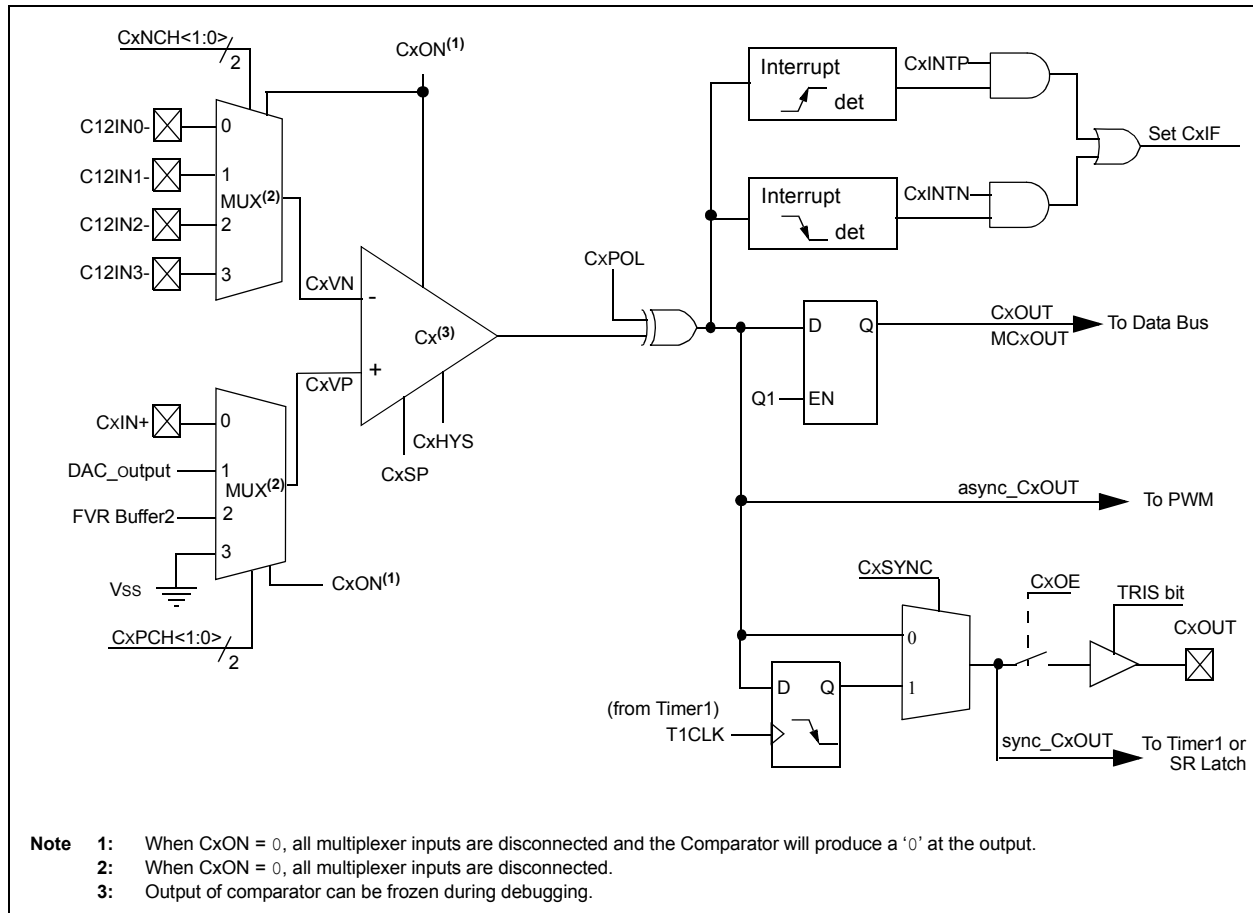 CxNCH<1:0>
2
CxON(1)
C12IN0-
0
C12IN1-
1
MUX(2)
C12IN2-
2
C12IN3-
3
CxVN
-
Cx(3)
CxVP
+
CxHYS
CxSP
CxIN+
0
DAC_output
1
MUX(2)
FVR Buffer2
2
3
Vss
CxON(1)
CxPCH<1:0>
2
CxPOL
Interrupt
det
CxINTP
Interrupt
det
CxINTN
Set CxIF
D
Q
Q1
EN
CxOUT
MCxOUT
To Data Bus
async_CxOUT
To PWM
CxSYNC
0
1
D
Q
(from Timer1)
T1CLK
CxOE
TRIS bit
CxOUT
sync_CxOUT
To Timer1 or
SR Latch
Note 1: When CxON = 0, all multiplexer inputs are disconnected and the Comparator will produce a ‘0’ at the output.
2: When CxON = 0, all multiplexer inputs are disconnected.
3: Output of comparator can be frozen during debugging.